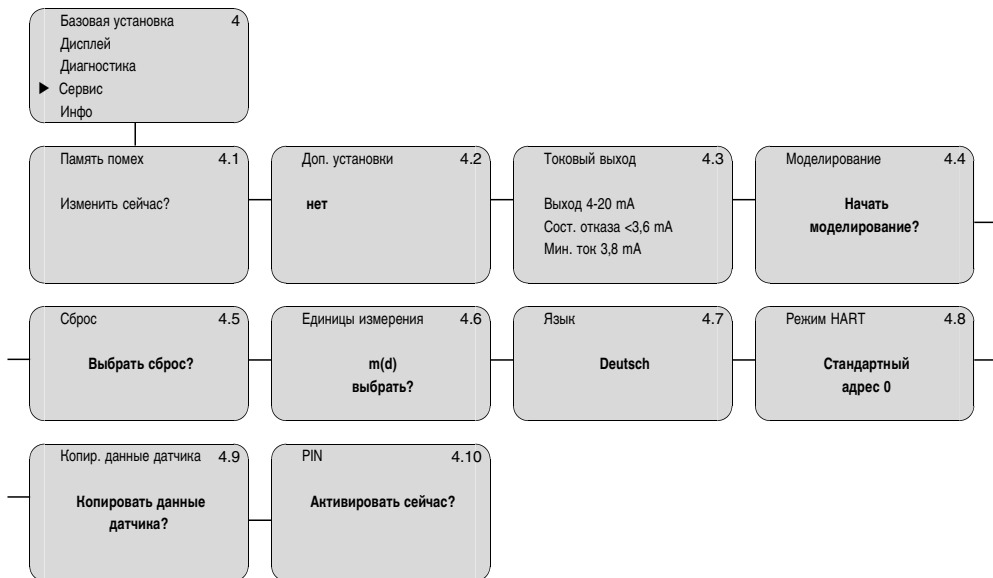 Базовая установка 4
Дисплей
Диагностика
▶ Сервис
Инфо
Память помех 4.1
Изменить сейчас?
Доп. установки 4.2
нет
Токовый выход 4.3
Выход 4-20 mA
Сост. отказа <3,6 mA
Мин. ток 3,8 mA
Моделирование 4.4
Начать
моделирование?
Сброс 4.5
Выбрать сброс?
Единицы измерения 4.6
m(d)
выбрать?
Язык 4.7
Deutsch
Режим HART 4.8
Стандартный
адрес 0
Копир. данные датчика 4.9
Копировать данные
датчика?
PIN 4.10
Активировать сейчас?